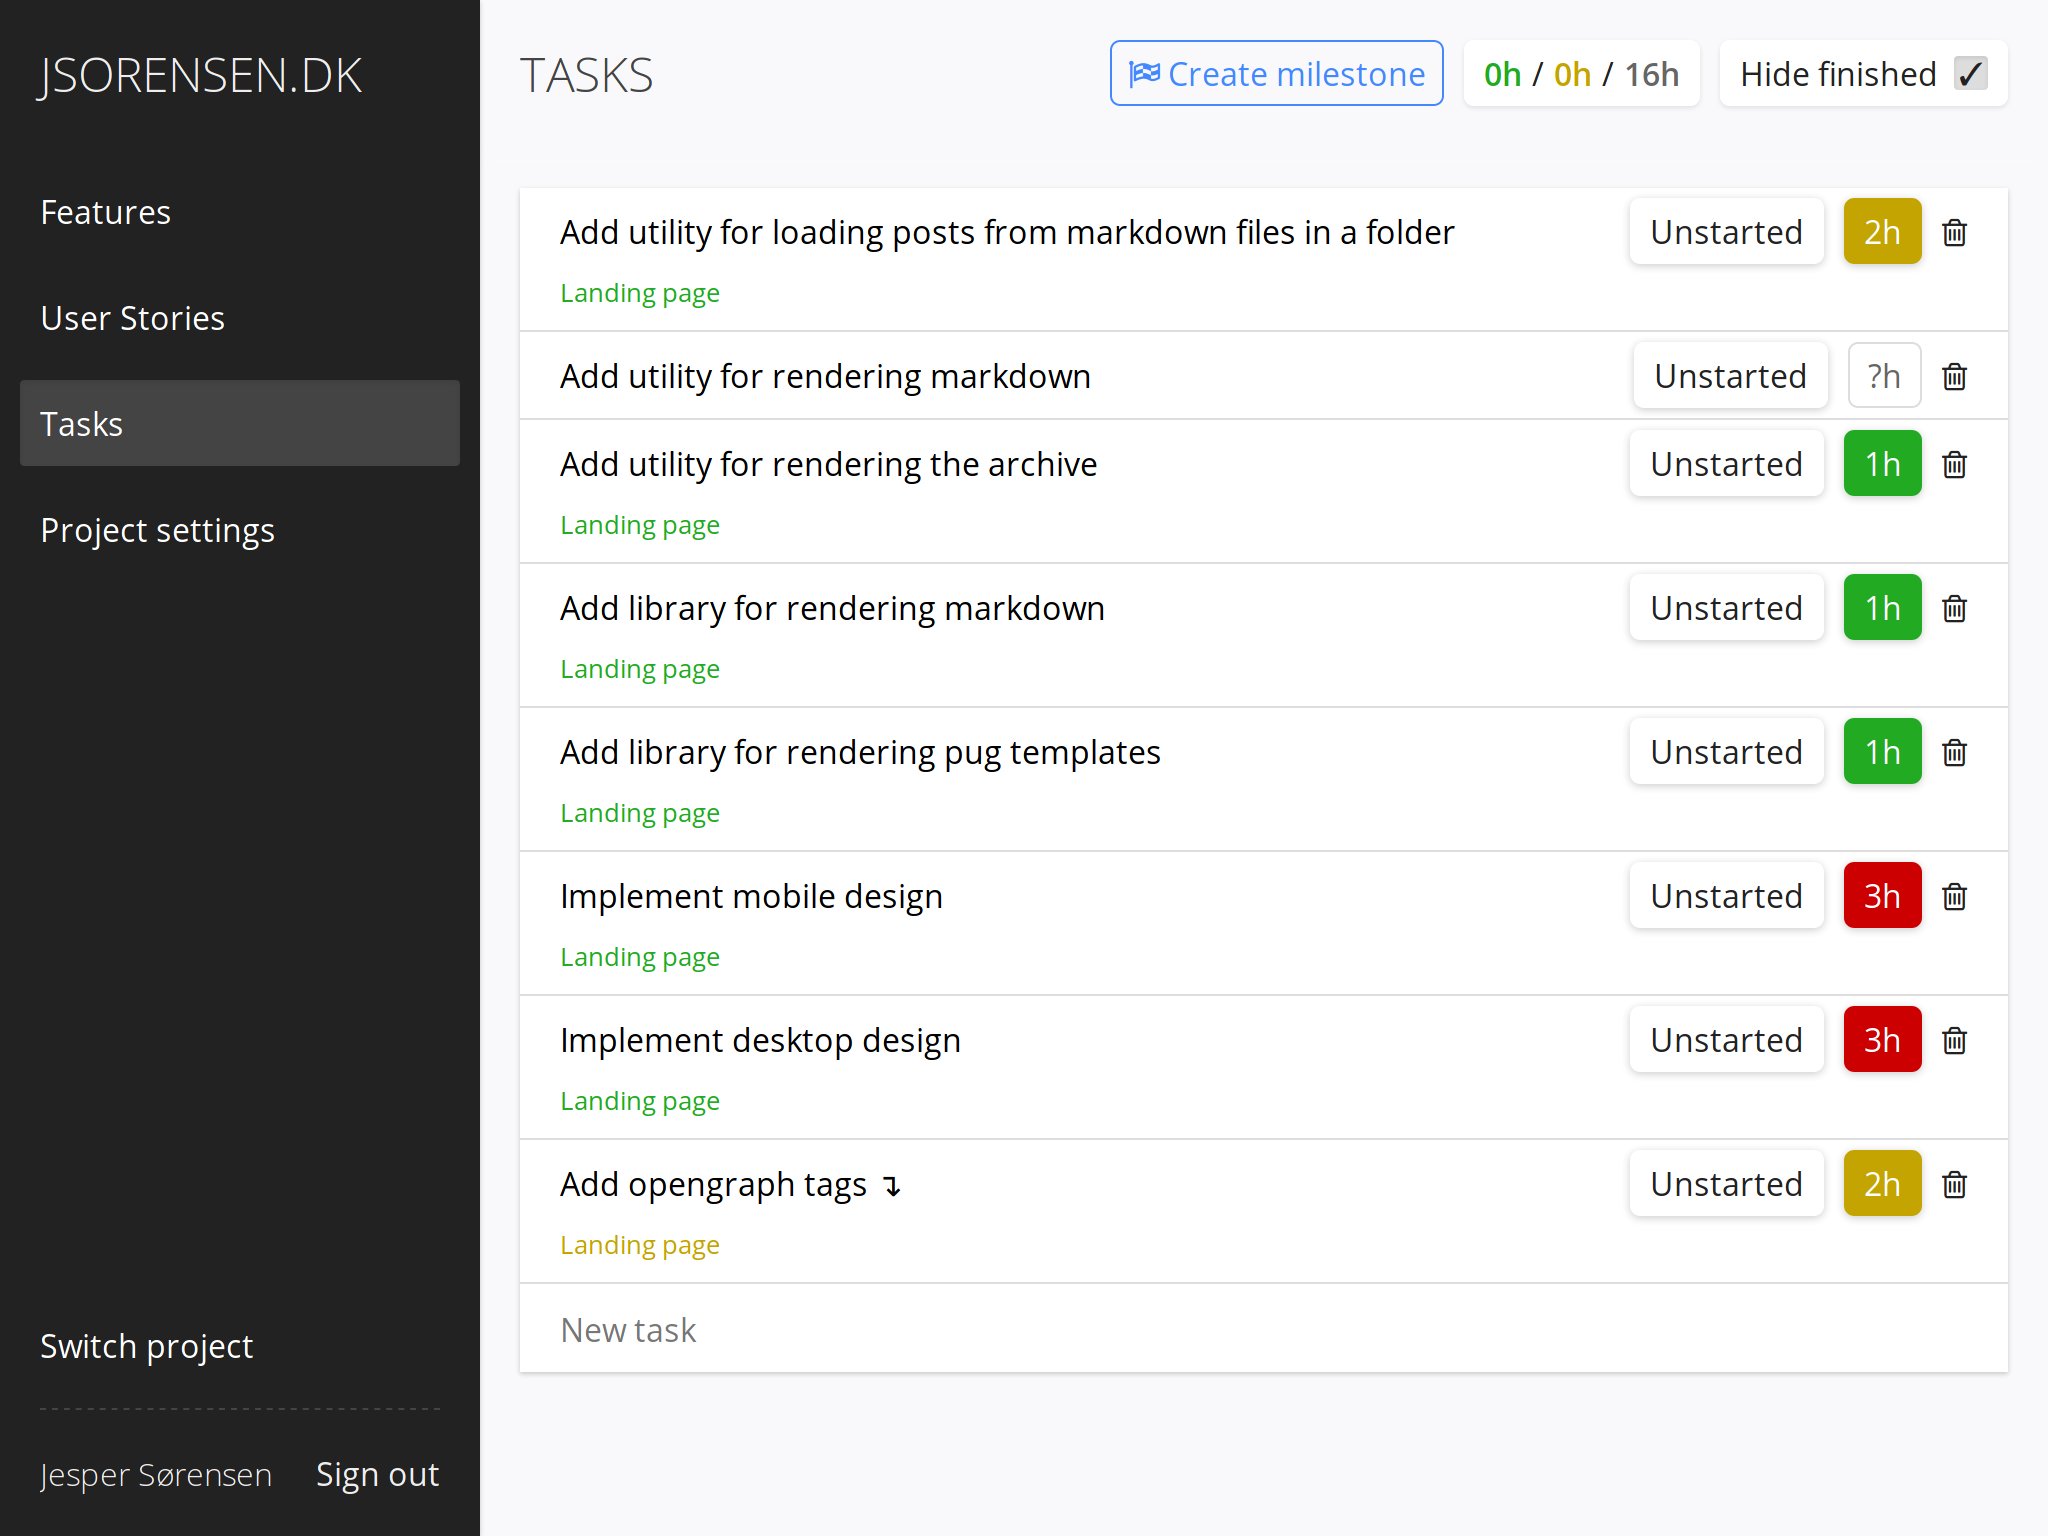 JSORENSEN.DK
Features
User Stories
Tasks
Project settings
Switch project
Jesper Sørensen Sign out
TASKS Create milestone 0h / 0h / 16h Hide finished ✓
Add utility for loading posts from markdown files in a folder Unstarted 2h
Landing page
Add utility for rendering markdown Unstarted ?h
Add utility for rendering the archive Unstarted 1h
Landing page
Add library for rendering markdown Unstarted 1h
Landing page
Add library for rendering pug templates Unstarted 1h
Landing page
Implement mobile design Unstarted 3h
Landing page
Implement desktop design Unstarted 3h
Landing page
Add opengraph tags ↴ Unstarted 2h
Landing page
New task